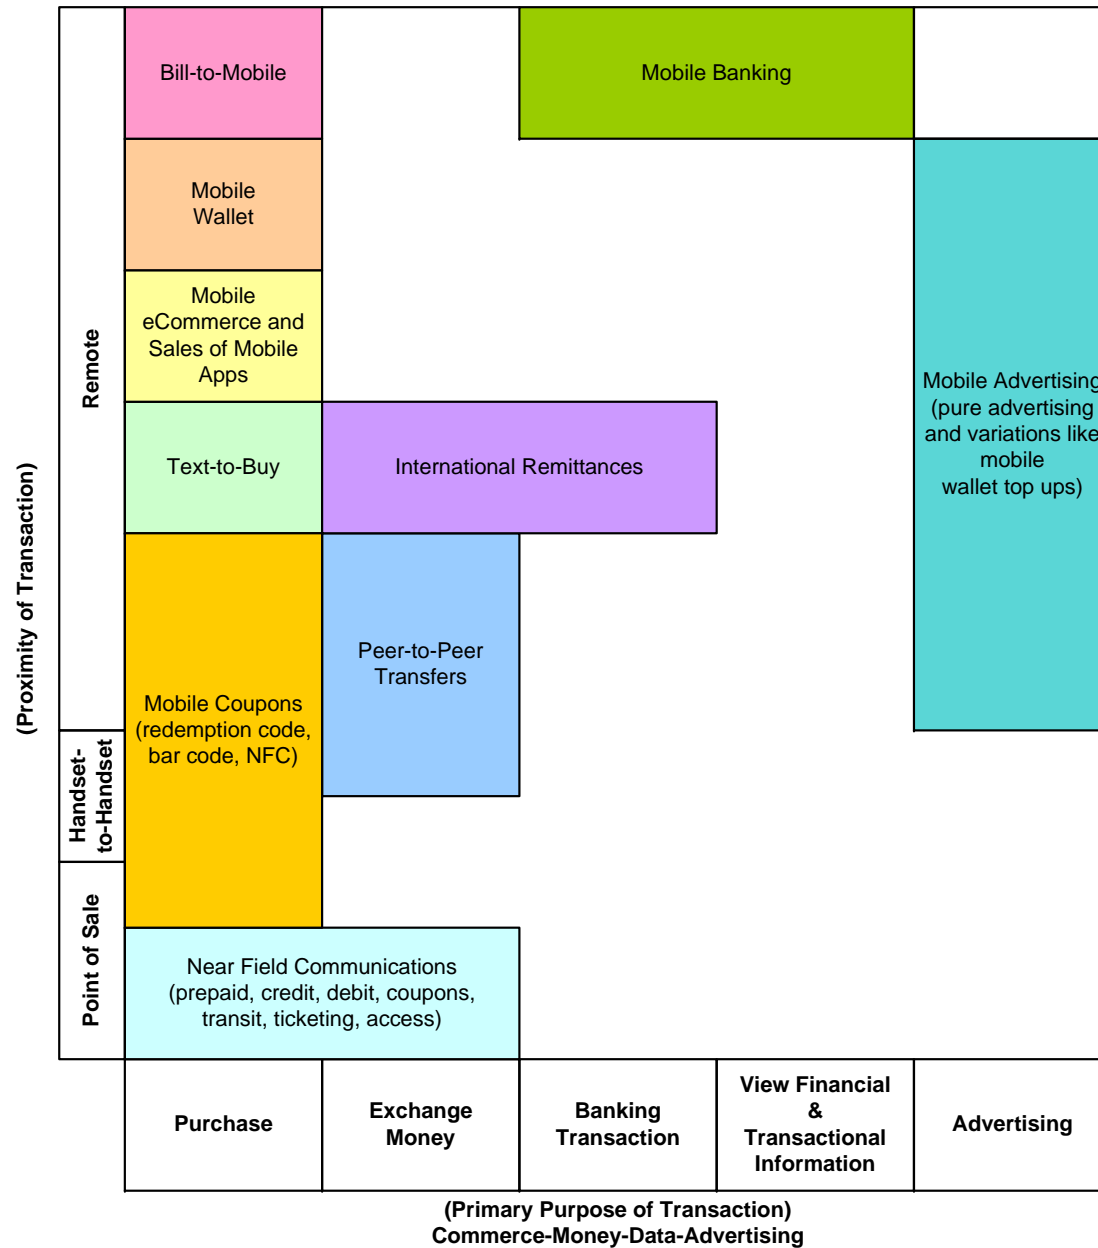 Bill-to-Mobile
Mobile Banking
Mobile
Wallet
Mobile
eCommerce and
Sales of Mobile
Apps
Text-to-Buy
International Remittances
Mobile Advertising
(pure advertising
and variations like
mobile
wallet top ups)
Peer-to-Peer
Transfers
Mobile Coupons
(redemption code,
bar code, NFC)
Near Field Communications
(prepaid, credit, debit, coupons,
transit, ticketing, access)
(Proximity of Transaction)
Remote
Handset-
to-Handset
Point of Sale
Purchase
Exchange
Money
Banking
Transaction
View Financial
&
Transactional
Information
Advertising
(Primary Purpose of Transaction)
Commerce-Money-Data-Advertising